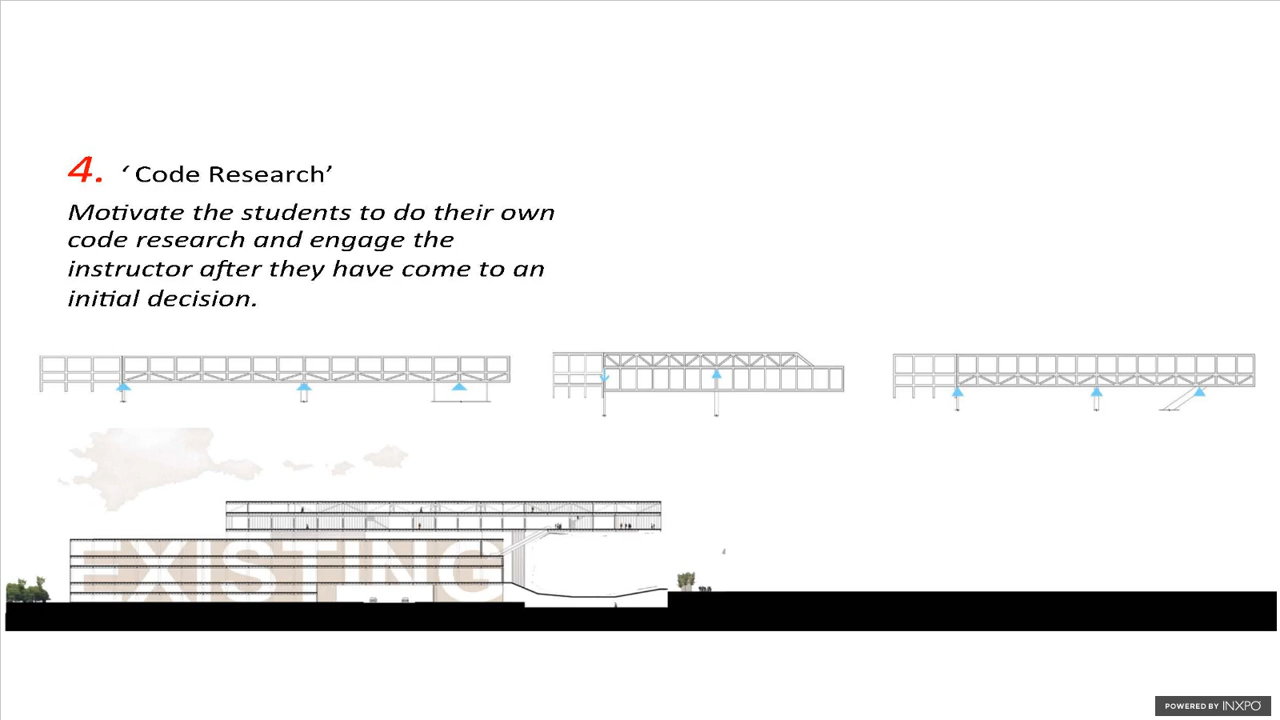 4. ‘ Code Research’
Motivate the students to do their own
code research and engage the
instructor after they have come to an
initial decision.
EXISTING
POWERED BY INXPO